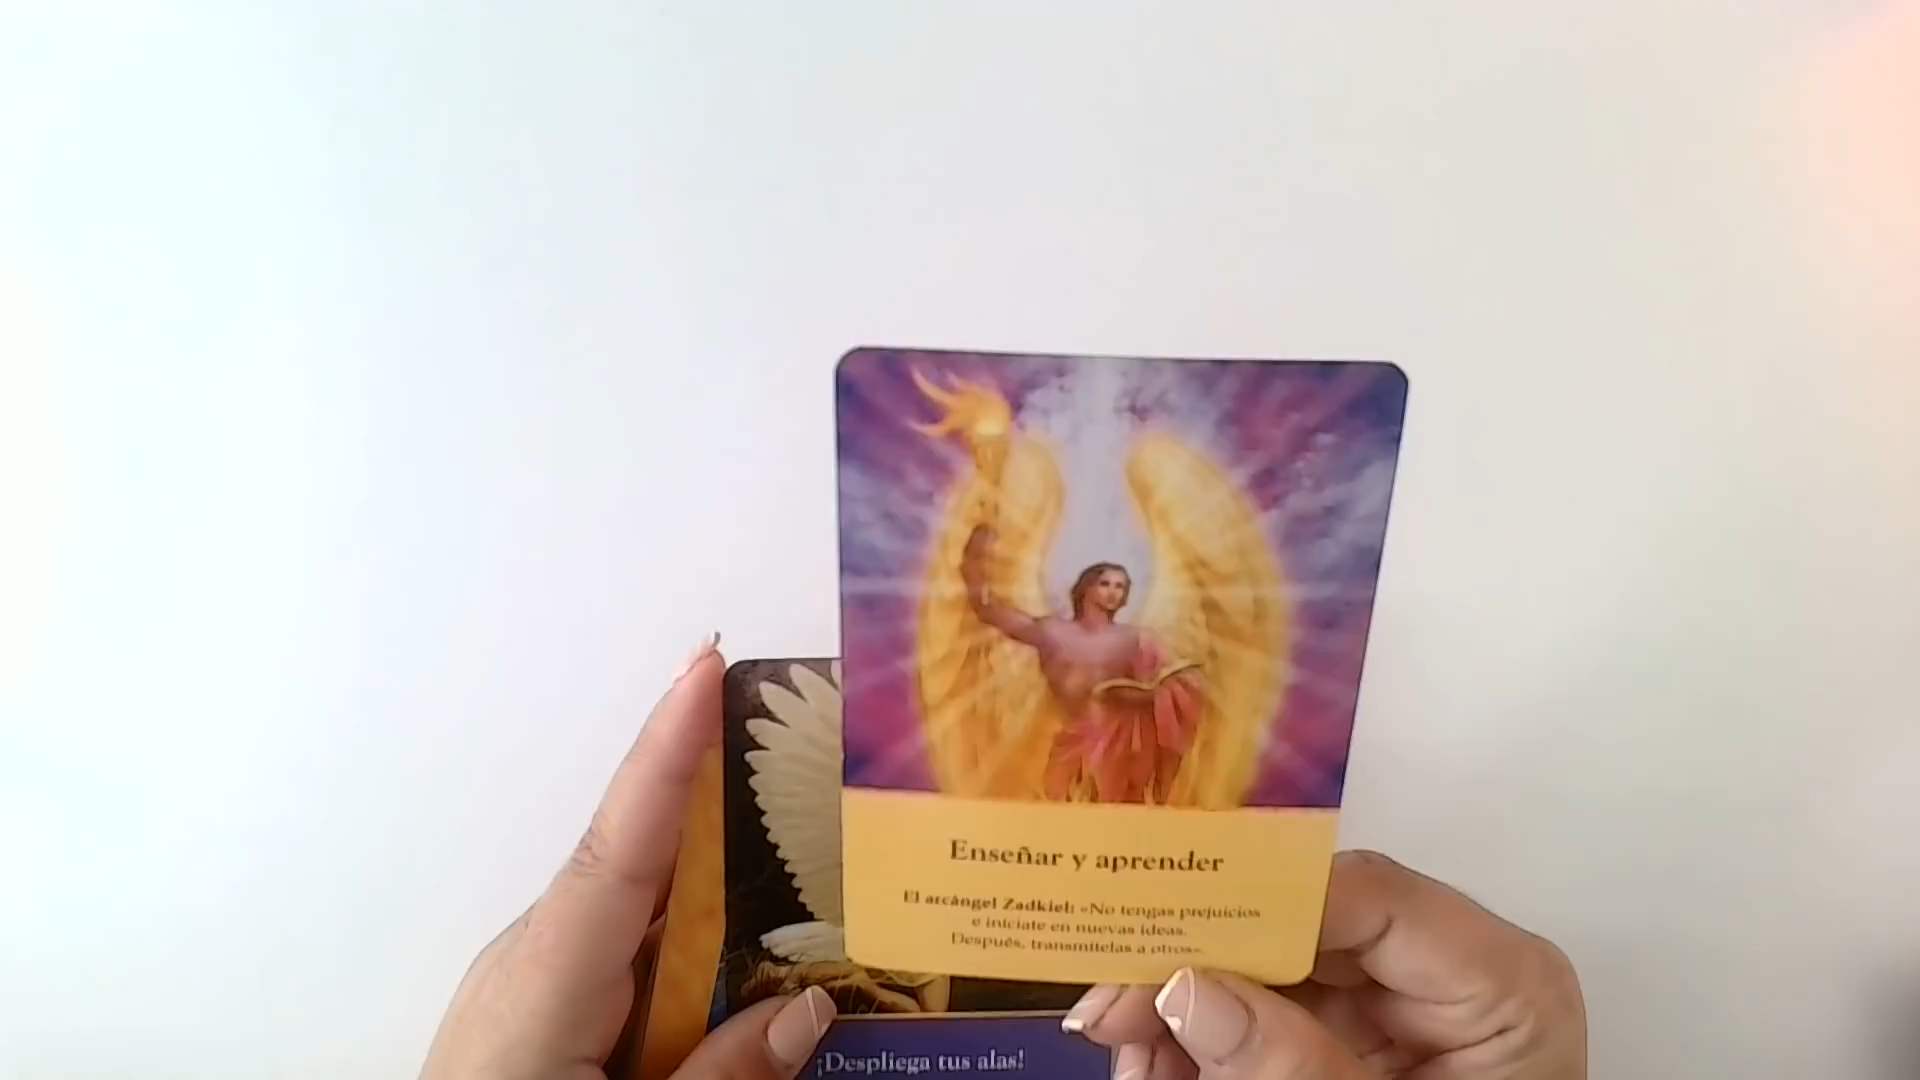 Enseñar y aprender
El arcángel Zadkiel: «No tengas prejuicios
e iníciate en nuevas ideas.
Después, transmítelas a otros».
¡Despliega tus alas!